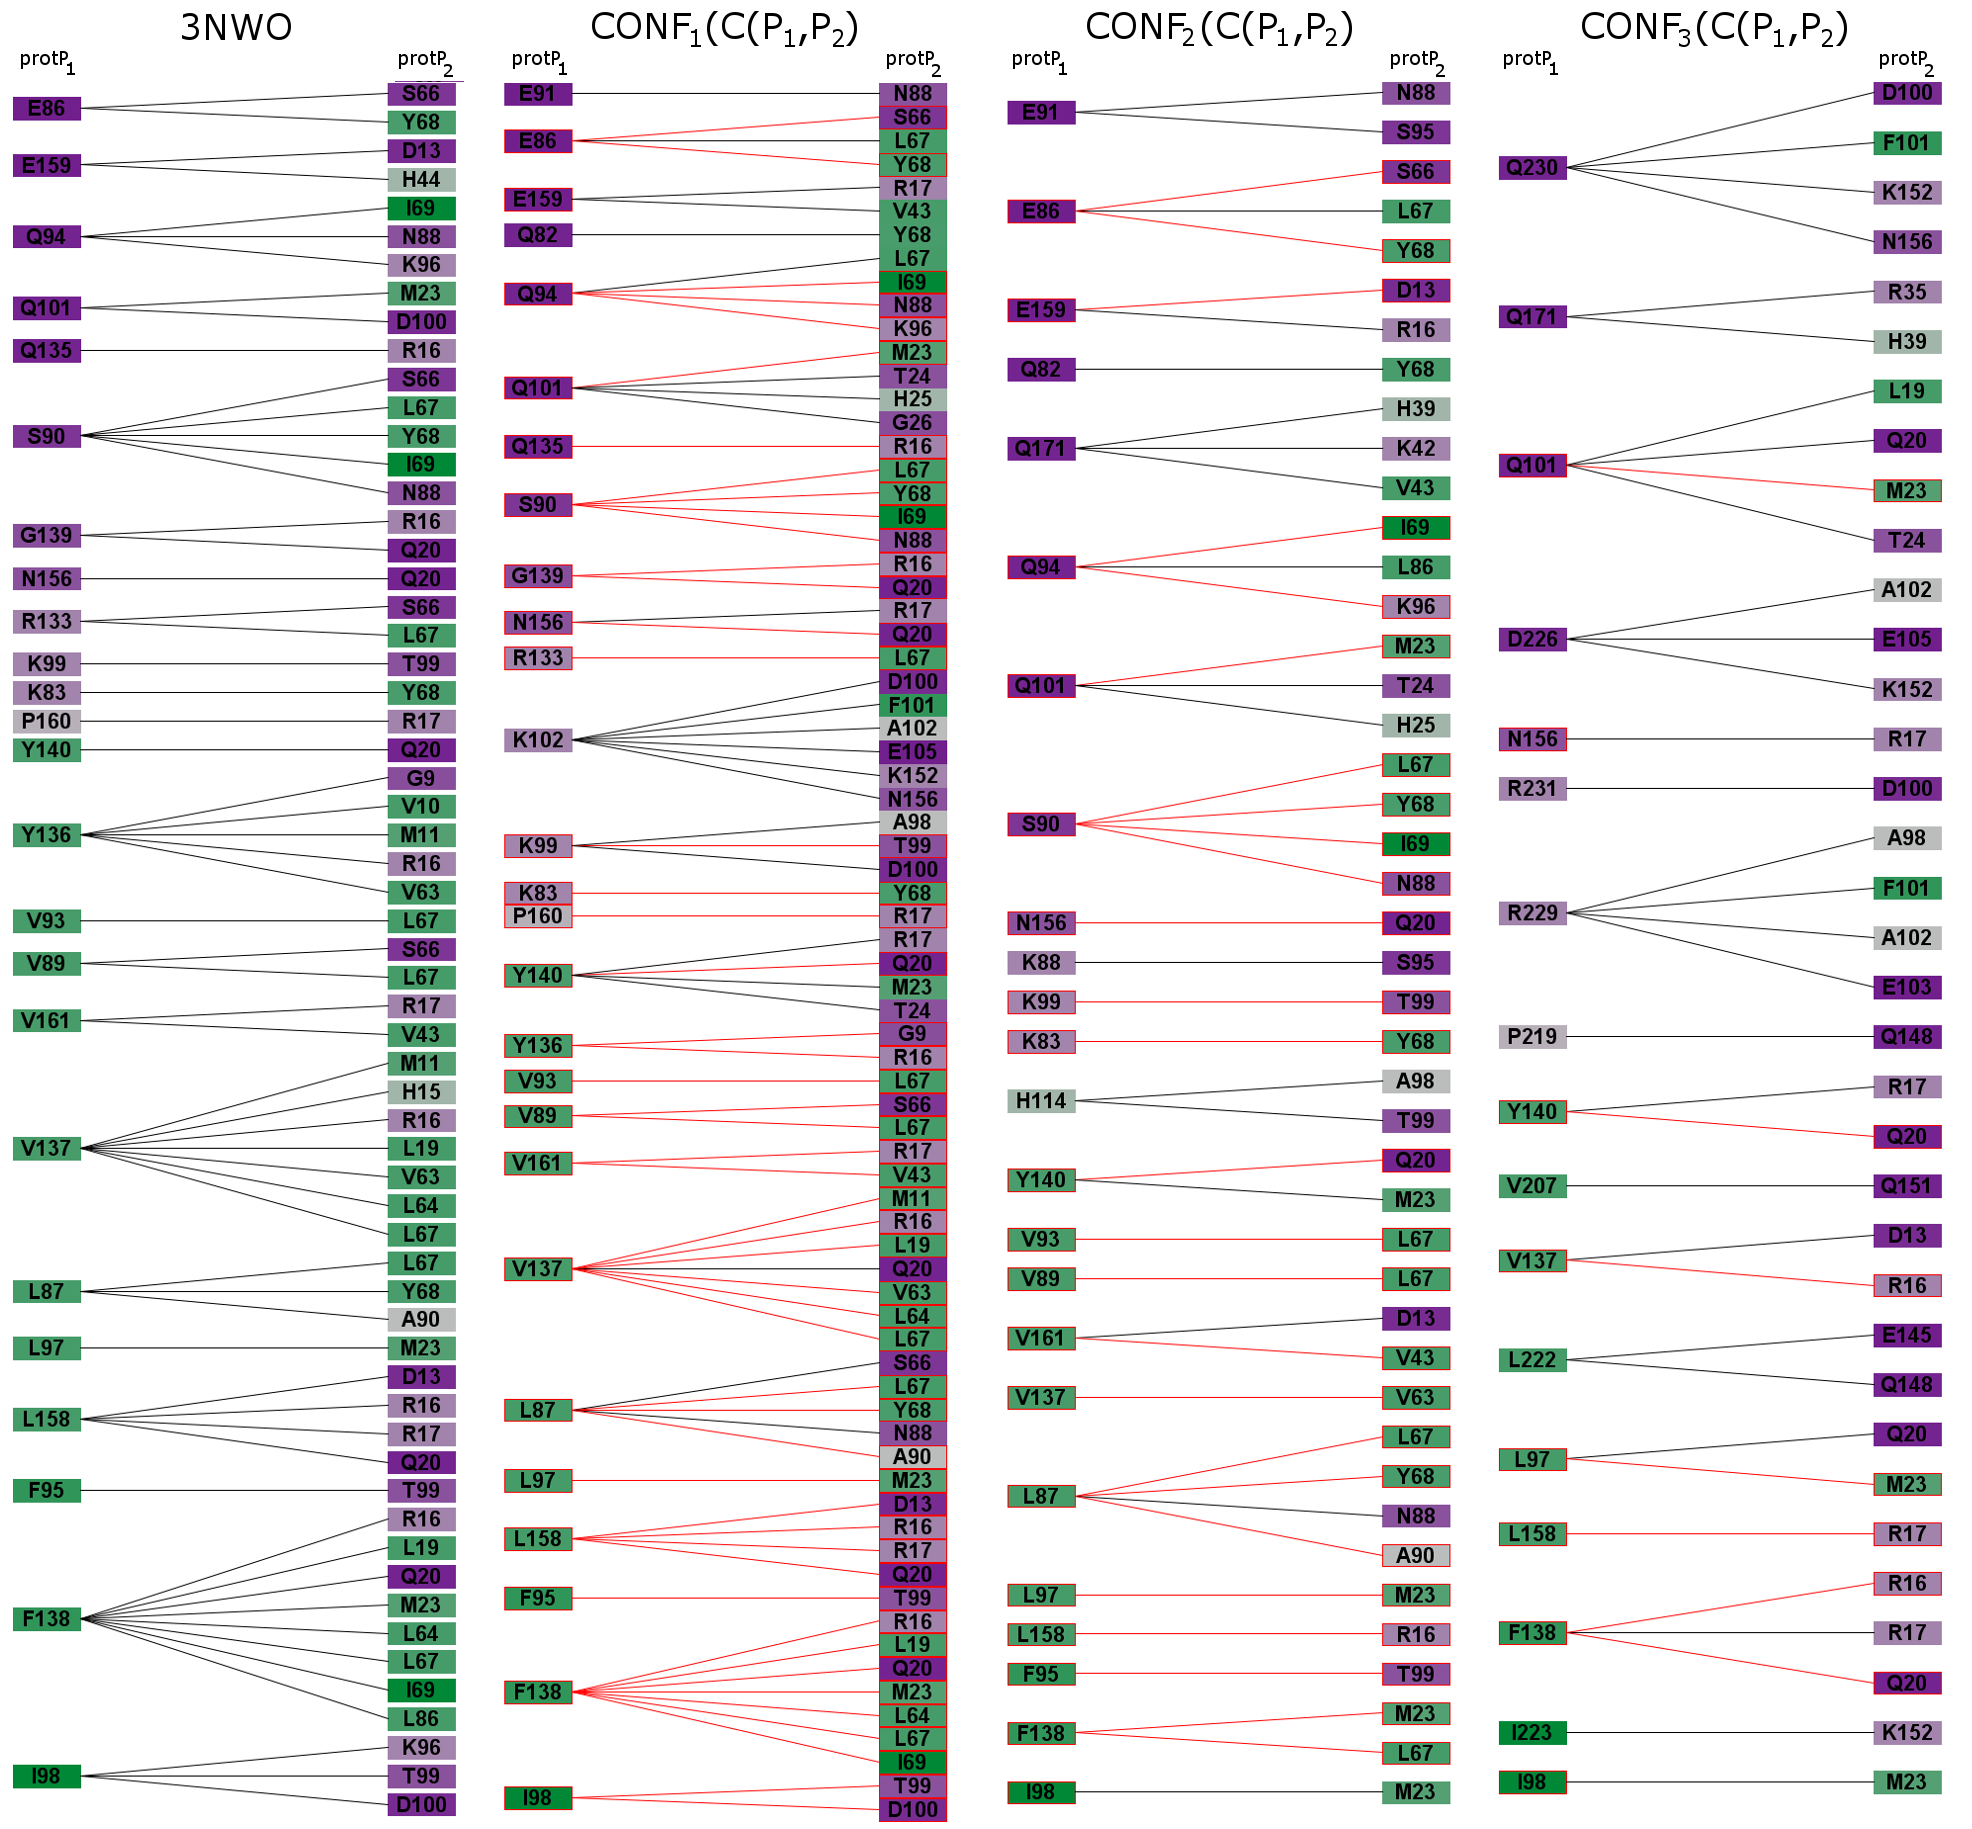 3NWO
protP1 protP2
E86 S66
Y68
E159 D13
H44
Q94 I69
N88
K96
Q101 M23
D100
Q135 R16
S90 S66
L67
Y68
I69
N88
G139 R16
Q20
N156 Q20
R133 S66
L67
K99 T99
K83 Y68
P160 R17
Y140 Q20
Y136 G9
V10
M11
R16
V63
V93 L67
V89 S66
L67
V161 R17
V43
V137 M11
H15
R16
L19
V63
L64
L67
L87 L67
Y68
A90
L97 M23
L158 D13
R16
R17
Q20
F95 T99
F138 R16
L19
Q20
M23
L64
L67
I69
L86
I98 K96
T99
D100
CONF1(C(P1,P2)
protP1 protP2
E91 N88
E86 S66
L67
Y68
E159 R17
V43
Q82 Y68
Q94 L67
I69
N88
K96
Q101 M23
T24
H25
G26
Q135 R16
S90 L67
Y68
I69
N88
G139 R16
Q20
N156 R17
Q20
R133 L67
K102 D100
F101
A102
E105
K152
N156
K99 A98
T99
D100
K83 Y68
P160 R17
Y140 R17
Q20
M23
T24
Y136 G9
R16
V93 L67
V89 S66
L67
V161 R17
V43
V137 M11
R16
L19
Q20
V63
L64
L67
L87 S66
L67
Y68
N88
A90
L97 M23
L158 D13
R16
R17
Q20
F95 T99
F138 R16
L19
Q20
M23
L64
L67
I69
I98 T99
D100
CONF2(C(P1,P2)
protP1 protP2
E91 N88
S95
E86 S66
L67
Y68
E159 D13
R16
Q82 Y68
Q171 H39
K42
V43
Q94 I69
L86
K96
Q101 M23
T24
H25
S90 L67
Y68
I69
N88
N156 Q20
K88 S95
K99 T99
K83 Y68
H114 A98
T99
Y140 Q20
M23
V93 L67
V89 L67
V161 D13
V43
V137 V63
L87 L67
Y68
N88
A90
L97 M23
L158 R16
F95 T99
F138 M23
L67
I98 M23
CONF3(C(P1,P2)
protP1 protP2
Q230 D100
F101
K152
N156
Q171 R35
H39
Q101 L19
Q20
M23
T24
D226 A102
E105
K152
N156 R17
R231 D100
R229 A98
F101
A102
E103
P219 Q148
Y140 R17
Q20
V207 Q151
V137 D13
R16
L222 E145
Q148
L97 Q20
M23
L158 R17
F138 R16
R17
Q20
I223 K152
I98 M23